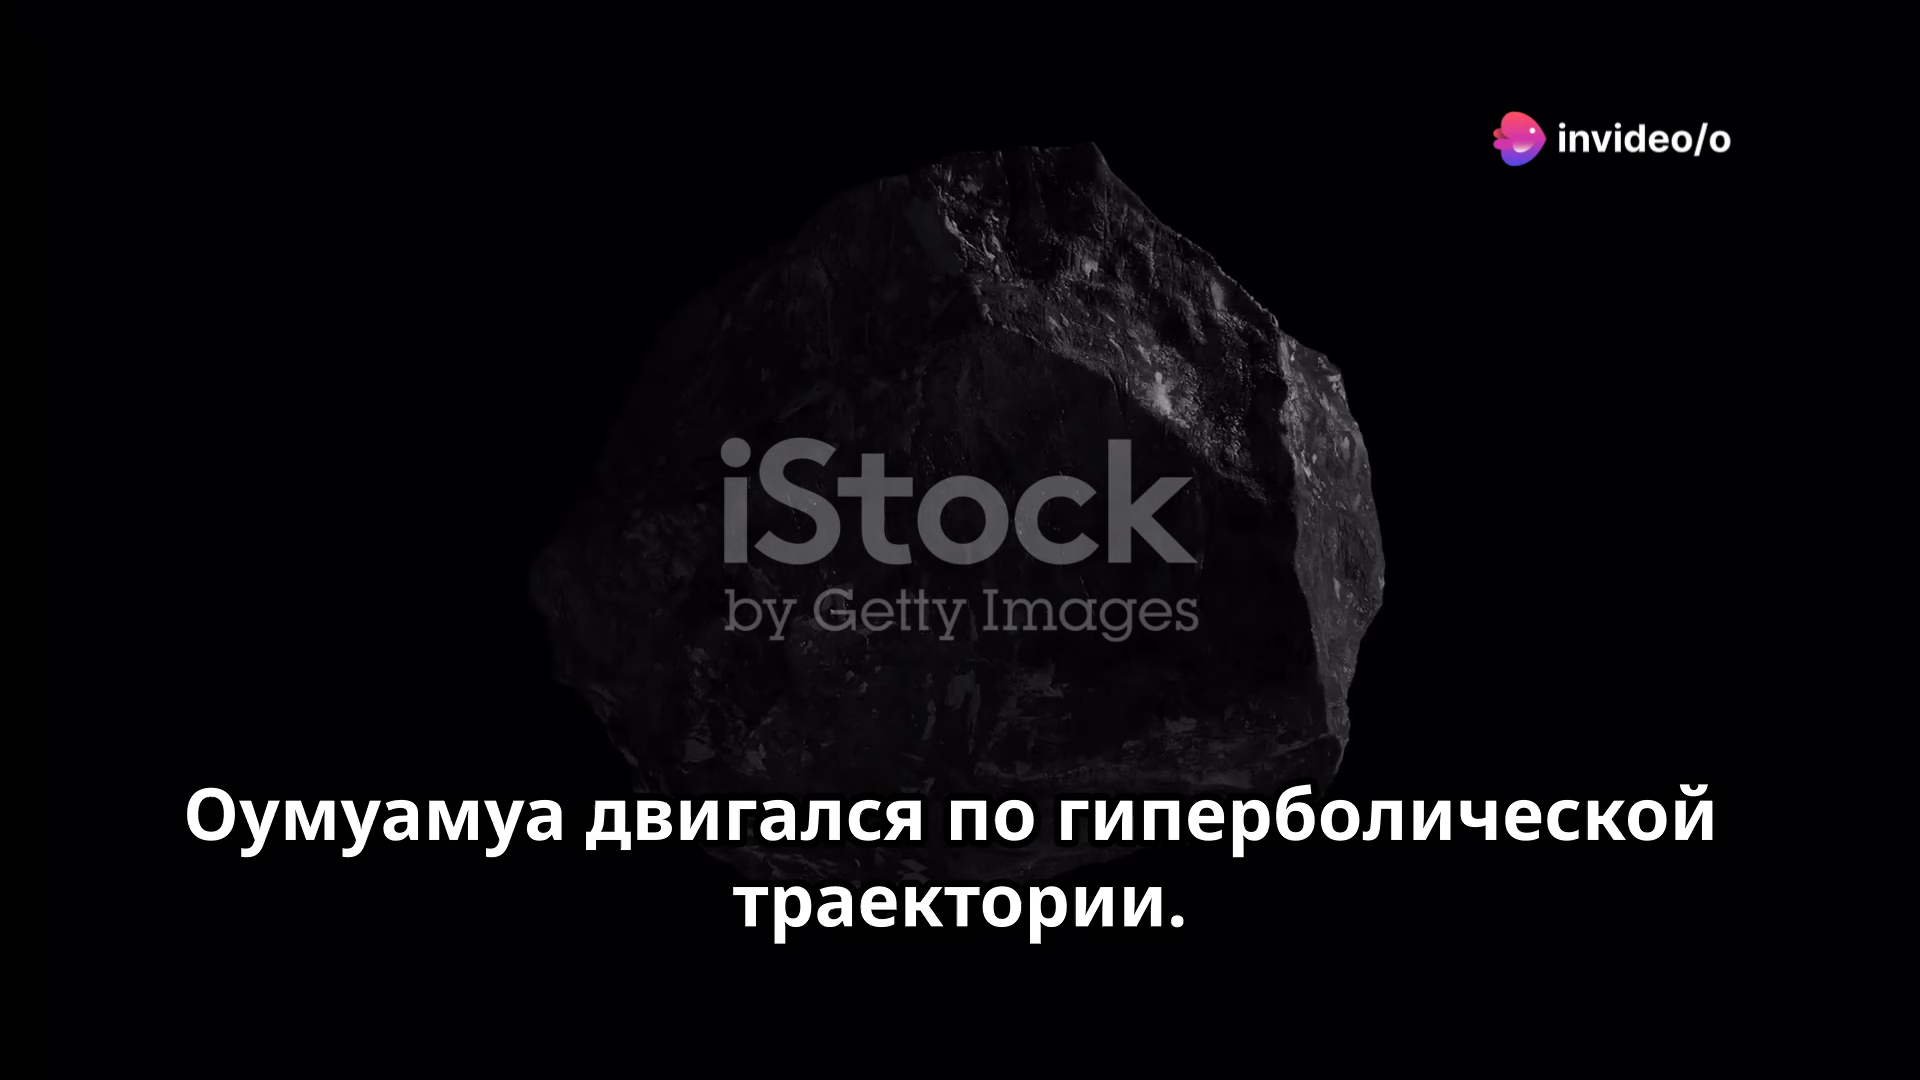 invideo/o
iStock
by Getty Images
Оумуамуа двигался по гиперболической
траектории.